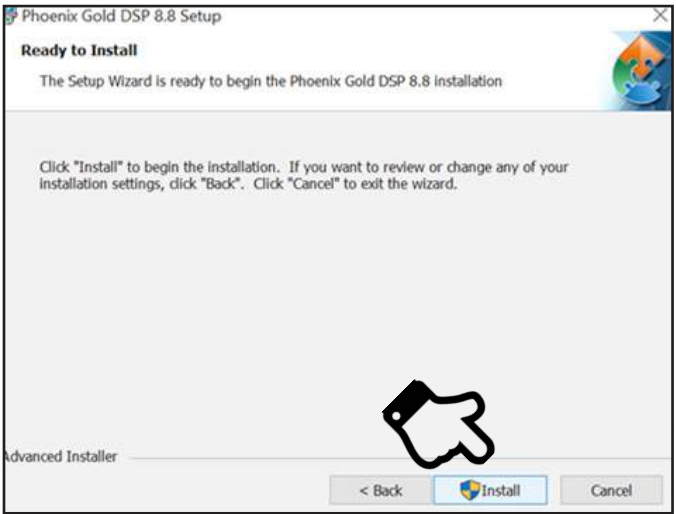 Phoenix Gold DSP 8.8 Setup
Ready to Install
The Setup Wizard is ready to begin the Phoenix Gold DSP 8.8 installation
Click "Install" to begin the installation. If you want to review or change any of your
installation settings, click "Back". Click "Cancel" to exit the wizard.
Advanced Installer
< Back Install Cancel